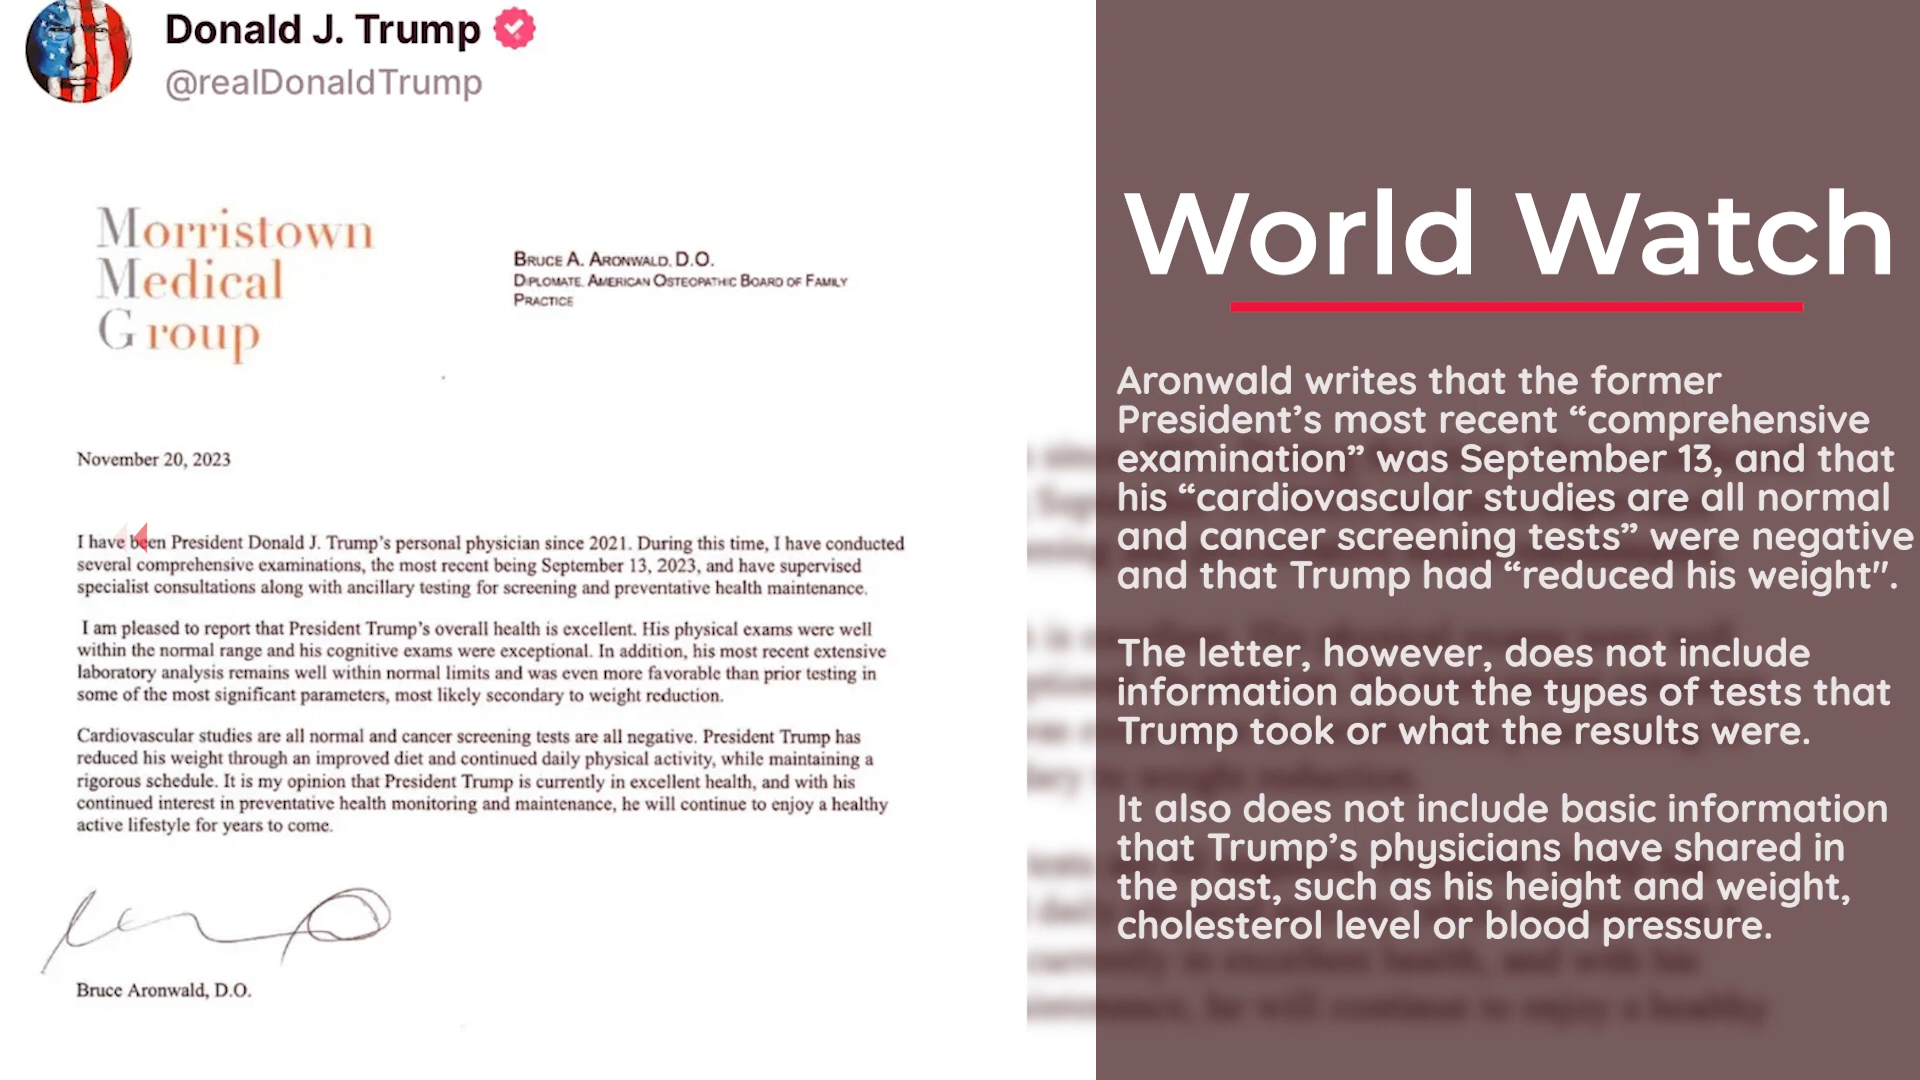 Donald J. Trump
@realDonaldTrump
Morristown
Medical
Group
BRUCE A. ARONWALD, D.O.
DIPLOMATE, AMERICAN OSTEOPATHIC BOARD OF FAMILY
PRACTICE
November 20, 2023
I have been President Donald J. Trump's personal physician since 2021. During this time, I have conducted
several comprehensive examinations, the most recent being September 13, 2023, and have supervised
specialist consultations along with ancillary testing for screening and preventative health maintenance.
I am pleased to report that President Trump's overall health is excellent. His physical exams were well
within the normal range and his cognitive exams were exceptional. In addition, his most recent extensive
laboratory analysis remains well within normal limits and was even more favorable than prior testing in
some of the most significant parameters, most likely secondary to weight reduction.
Cardiovascular studies are all normal and cancer screening tests are all negative. President Trump has
reduced his weight through an improved diet and continued daily physical activity, while maintaining a
rigorous schedule. It is my opinion that President Trump is currently in excellent health, and with his
continued interest in preventative health monitoring and maintenance, he will continue to enjoy a healthy
active lifestyle for years to come.
Bruce Aronwald, D.O.
World Watch
Aronwald writes that the former
President’s most recent “comprehensive
examination” was September 13, and that
his “cardiovascular studies are all normal
and cancer screening tests” were negative
and that Trump had “reduced his weight".
The letter, however, does not include
information about the types of tests that
Trump took or what the results were.
It also does not include basic information
that Trump’s physicians have shared in
the past, such as his height and weight,
cholesterol level or blood pressure.